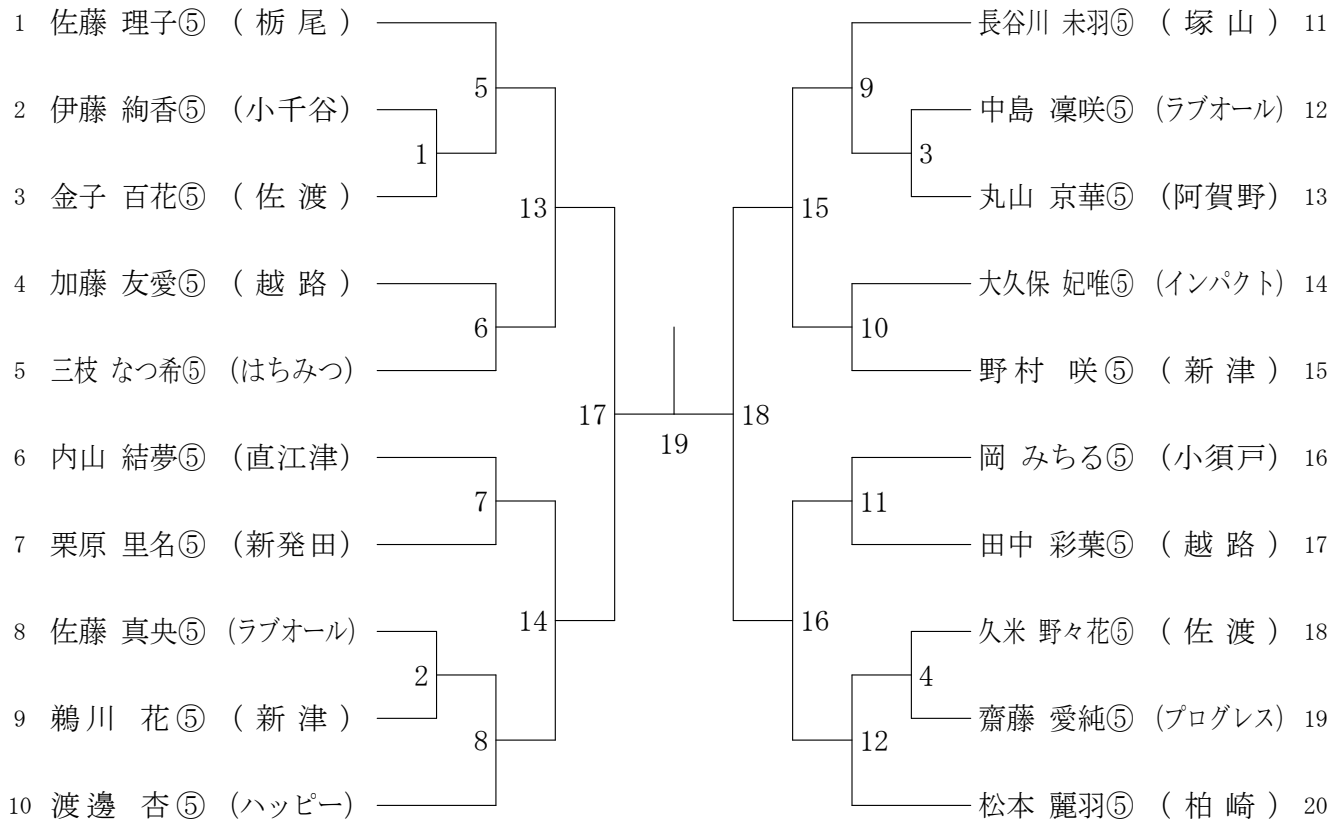 1 佐藤 理子⑤ （ 栃 尾 ）
2 伊藤 絢香⑤ （小千谷）
3 金子 百花⑤ （ 佐 渡 ）
4 加藤 友愛⑤ （ 越 路 ）
5 三枝 なつ希⑤ （はちみつ）
6 内山 結夢⑤ （直江津）
7 栗原 里名⑤ （新発田）
8 佐藤 真央⑤ （ラブオール）
9 鵜川 花⑤ （ 新 津 ）
10 渡邊 杏⑤ （ハッピー）
5
1
13
6
17
7
14
2
8
19
9
3
15
10
18
11
16
4
12
長谷川 未羽⑤ （ 塚 山 ） 11
中島 凜咲⑤ （ラブオール） 12
丸山 京華⑤ （阿賀野） 13
大久保 妃唯⑤ （インパクト） 14
野村 咲⑤ （ 新 津 ） 15
岡 みちる⑤ （小須戸） 16
田中 彩葉⑤ （ 越 路 ） 17
久米 野々花⑤ （ 佐 渡 ） 18
齋藤 愛純⑤ （プログレス） 19
松本 麗羽⑤ （ 柏 崎 ） 20